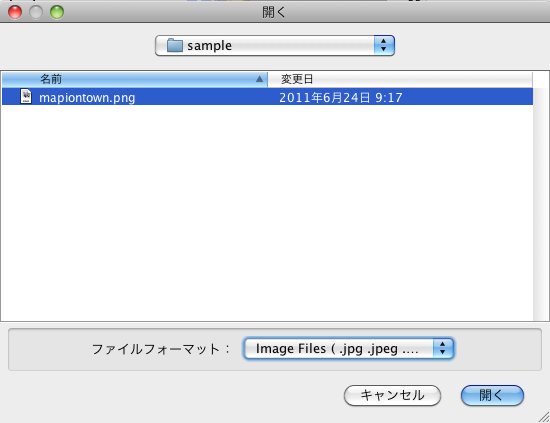 開く
sample
名前 変更日
mapiontown.png 2011年6月24日 9:17
ファイルフォーマット： Image Files ( .jpg .jpeg ....
キャンセル 開く